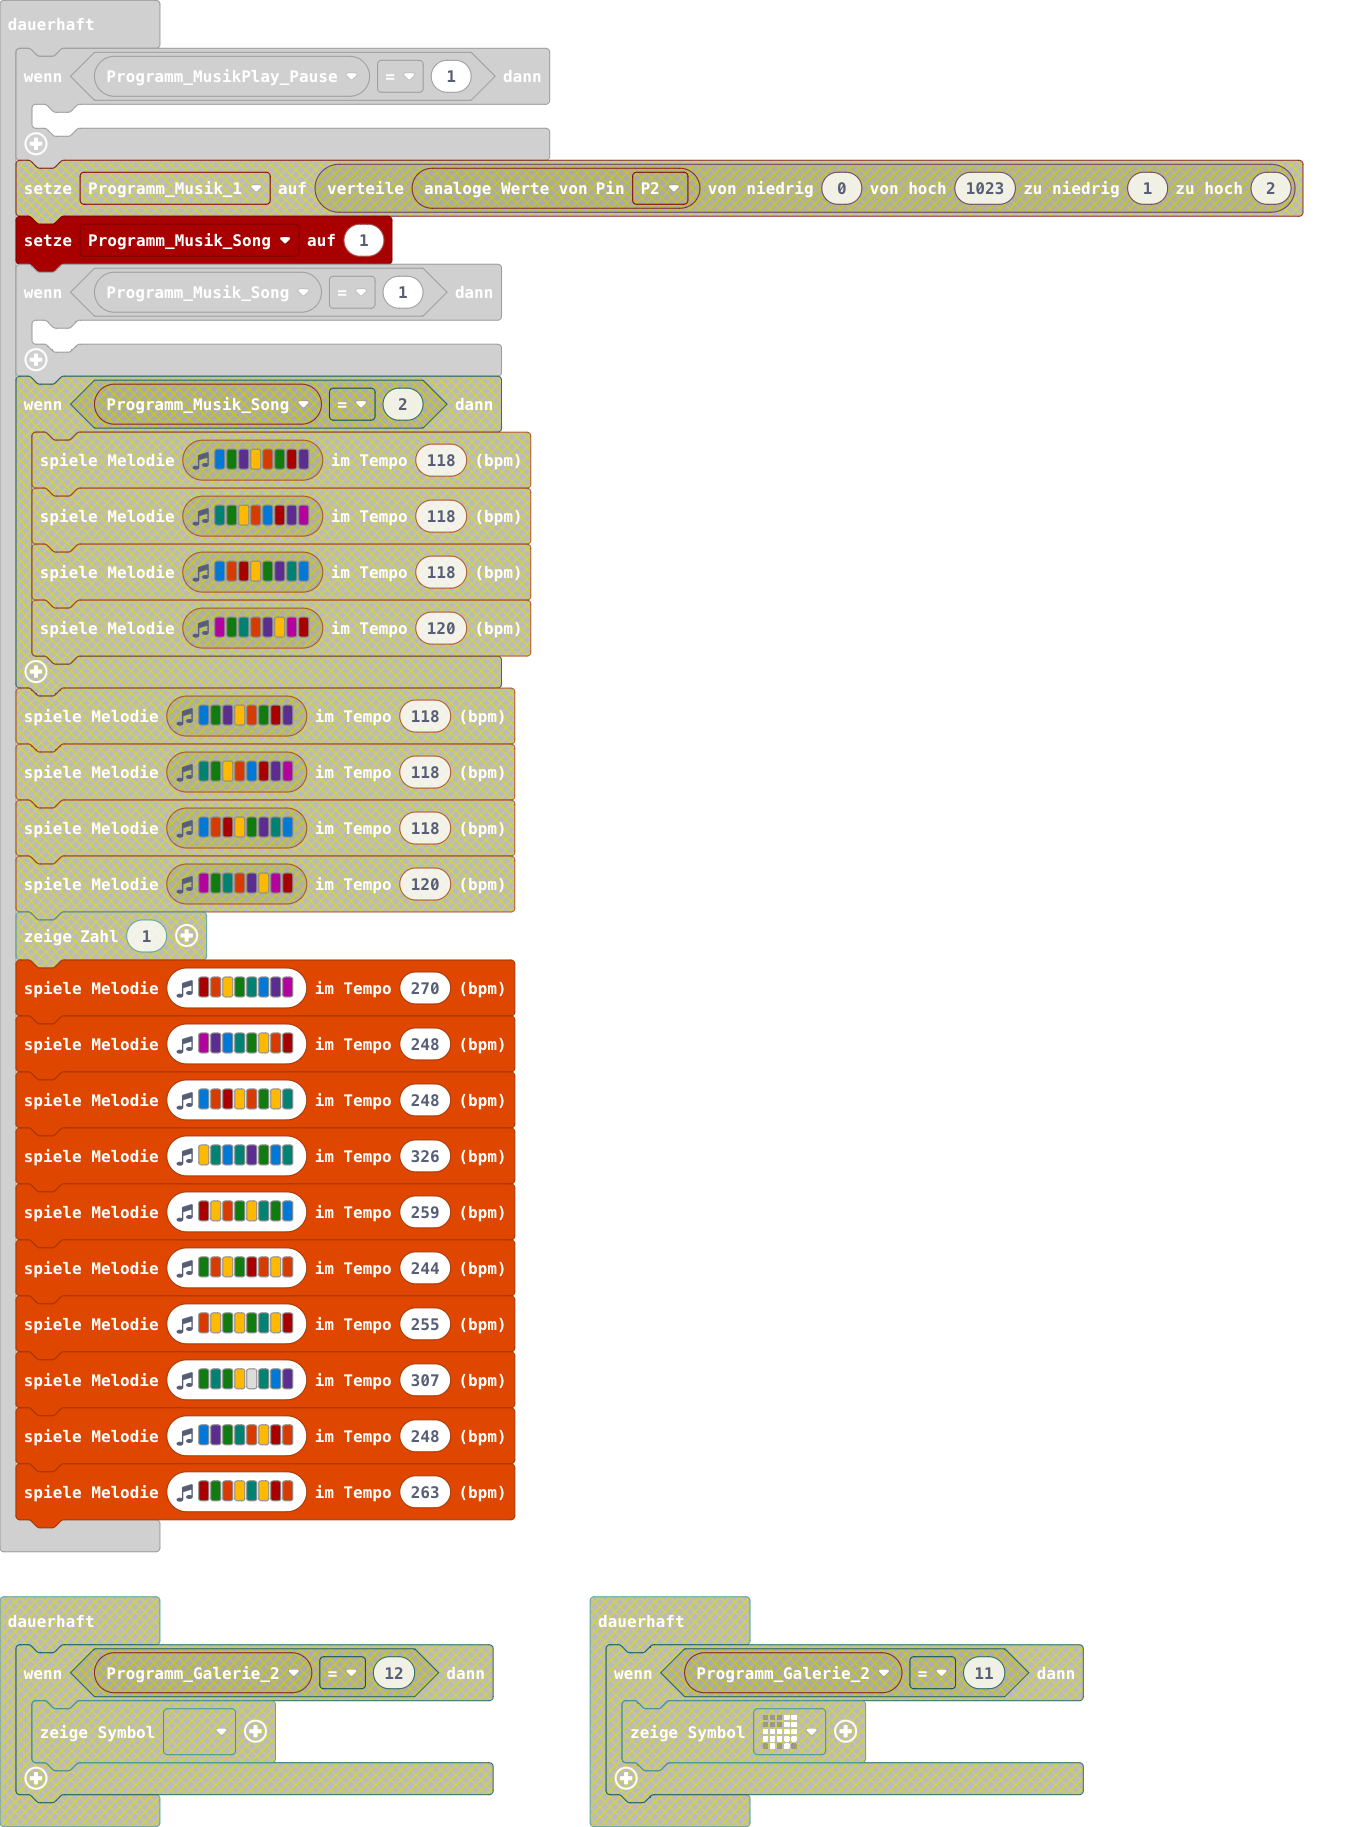 dauerhaft
wenn Programm_MusikPlay_Pause = 1 dann
setze Programm_Musik_1 auf verteile analoge Werte von Pin P2 von niedrig 0 von hoch 1023 zu niedrig 1 zu hoch 2
setze Programm_Musik_Song auf 1
wenn Programm_Musik_Song = 1 dann
wenn Programm_Musik_Song = 2 dann
spiele Melodie im Tempo 118 (bpm)
spiele Melodie im Tempo 118 (bpm)
spiele Melodie im Tempo 118 (bpm)
spiele Melodie im Tempo 120 (bpm)
spiele Melodie im Tempo 118 (bpm)
spiele Melodie im Tempo 118 (bpm)
spiele Melodie im Tempo 118 (bpm)
spiele Melodie im Tempo 120 (bpm)
zeige Zahl 1
spiele Melodie im Tempo 270 (bpm)
spiele Melodie im Tempo 248 (bpm)
spiele Melodie im Tempo 248 (bpm)
spiele Melodie im Tempo 326 (bpm)
spiele Melodie im Tempo 259 (bpm)
spiele Melodie im Tempo 244 (bpm)
spiele Melodie im Tempo 255 (bpm)
spiele Melodie im Tempo 307 (bpm)
spiele Melodie im Tempo 248 (bpm)
spiele Melodie im Tempo 263 (bpm)
dauerhaft
wenn Programm_Galerie_2 = 12 dann
zeige Symbol
dauerhaft
wenn Programm_Galerie_2 = 11 dann
zeige Symbol